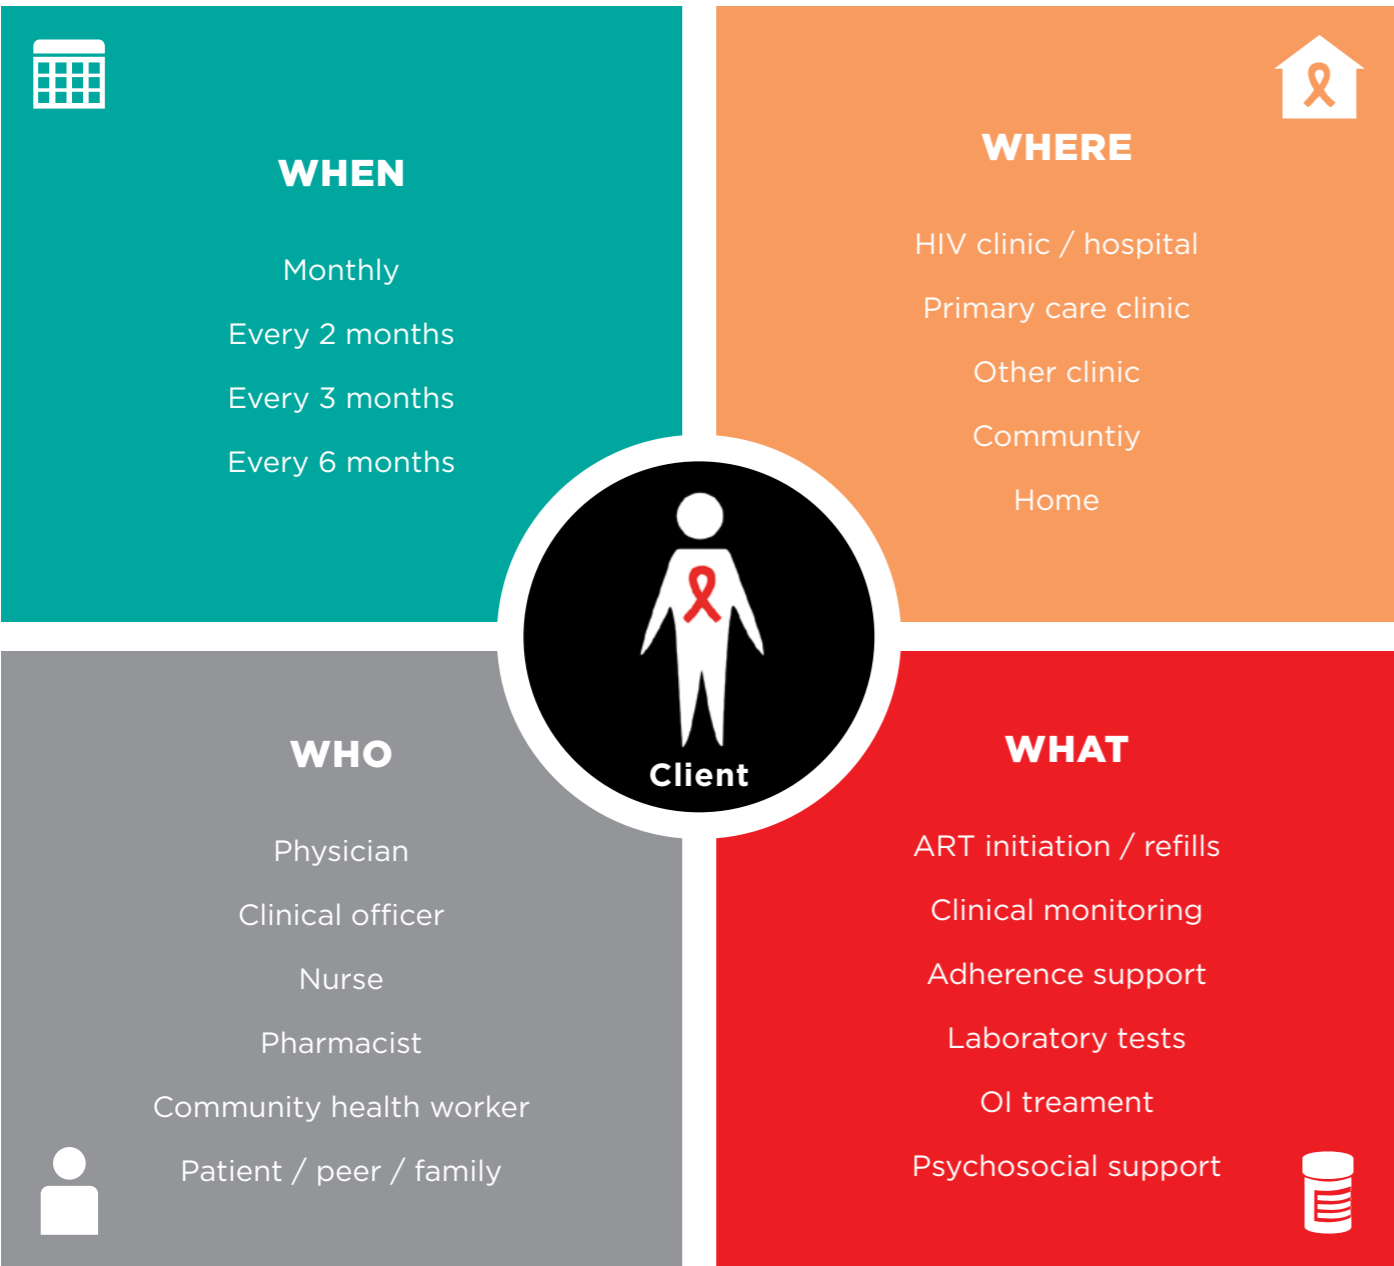 WHEN
Monthly
Every 2 months
Every 3 months
Every 6 months
WHERE
HIV clinic / hospital
Primary care clinic
Other clinic
Communtiy
Home
Client
WHO
Physician
Clinical officer
Nurse
Pharmacist
Community health worker
Patient / peer / family
WHAT
ART initiation / refills
Clinical monitoring
Adherence support
Laboratory tests
OI treament
Psychosocial support